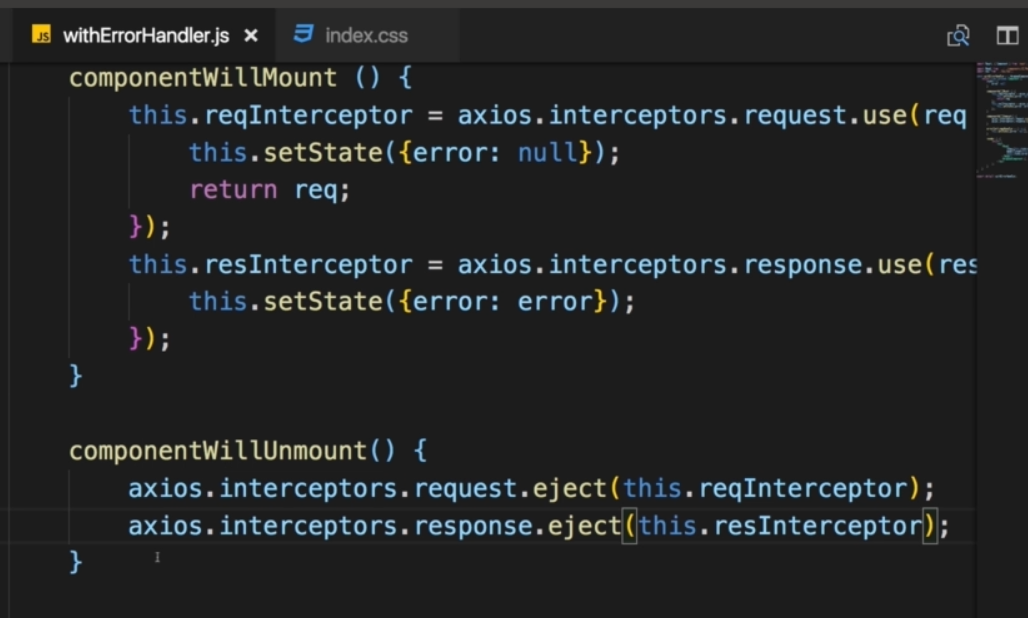 JS withErrorHandler.js ×
index.css
componentWillMount () {
this.reqInterceptor = axios.interceptors.request.use(req
this.setState({error: null});
return req;
});
this.resInterceptor = axios.interceptors.response.use(res
this.setState({error: error});
});
}
componentWillUnmount() {
axios.interceptors.request.eject(this.reqInterceptor);
axios.interceptors.response.eject(this.resInterceptor);
}